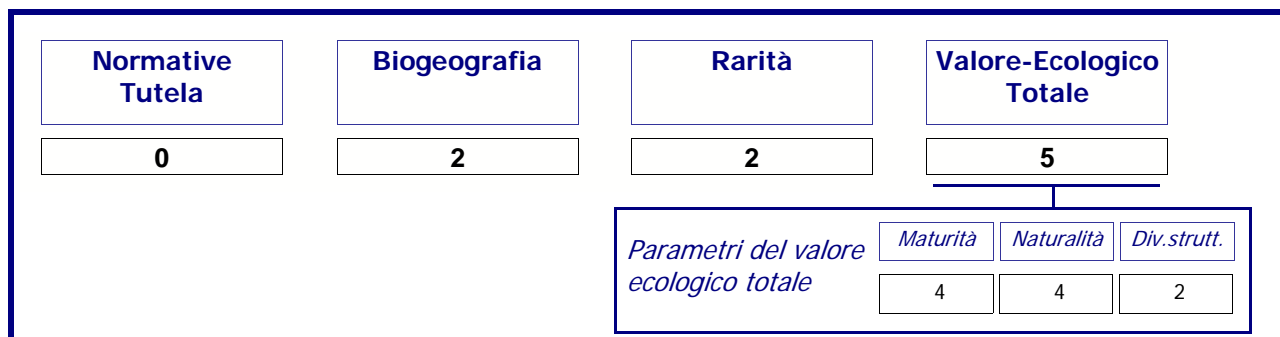 Normative
Tutela
Biogeografia
Rarità
Valore-Ecologico
Totale
0
2
2
5
Parametri del valore
ecologico totale
Maturità
Naturalità
Div.strutt.
4
4
2